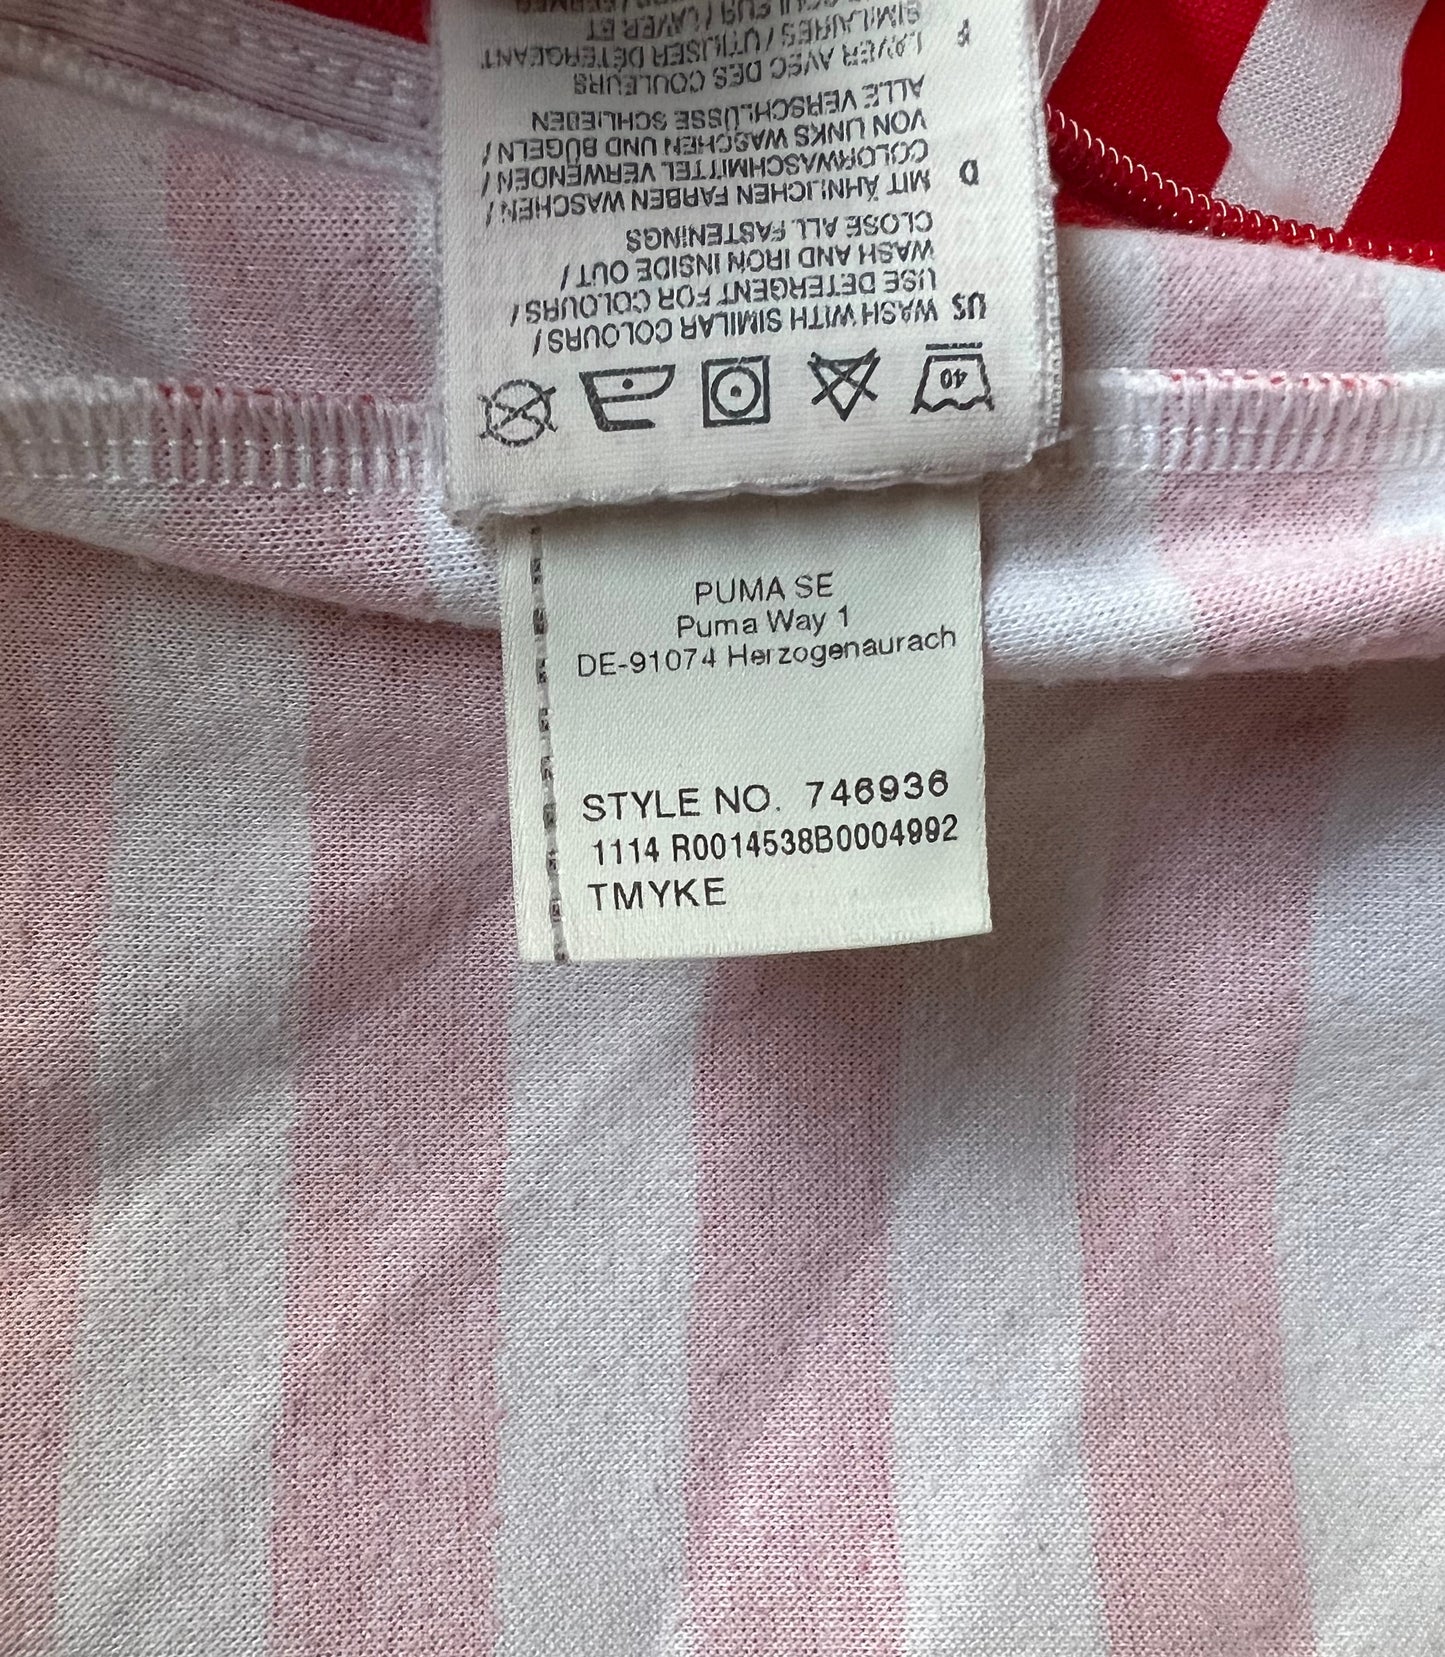 US WASH WITH SIMILAR COLOURS /
USE DETERGENT FOR COLOURS /
WASH AND IRON INSIDE OUT /
CLOSE ALL FASTENINGS
D MIT ÄHNLICHEN FARBEN WASCHEN /
COLORWASCHMITTEL VERWENDEN /
VON LINKS WASCHEN UND BÜGELN /
ALLE VERSCHLÜSSE SCHLIEßEN
F LAVER AVEC DES COULEURS
SIMILAIRES / UTILISER DÉTERGEANT
40
PUMA SE
Puma Way 1
DE-91074 Herzogenaurach
STYLE NO. 746936
1114 R0014538B0004992
TMYKE